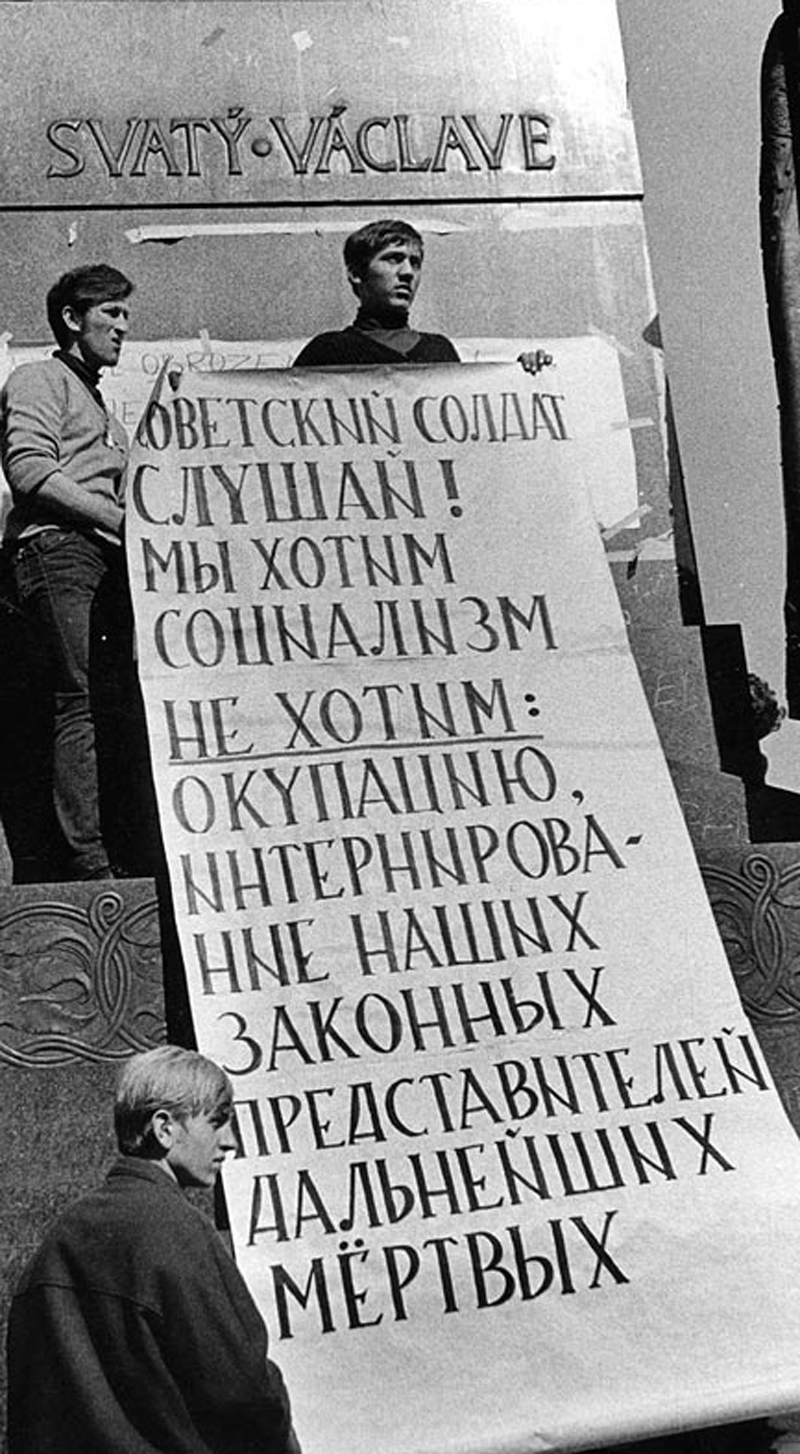 SVATÝ·VÁCLAVE
СОВЕТСКИЙ СОЛДАТ
СЛУШАЙ!
МЫ ХОТИМ
СОЦИАЛИЗМ
НЕ ХОТИМ:
ОКУПАЦИЮ,
ИНТЕРНИРОВА-
НИЕ НАШИХ
ЗАКОННЫХ
ПРЕДСТАВИТЕЛЕЙ
ДАЛЬНЕЙШИХ
МЁРТВЫХ